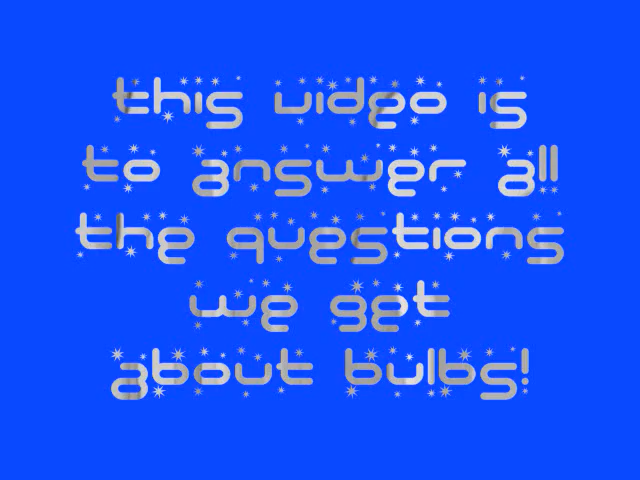 this video is
to answer all
the questions
we get
about bulbs!